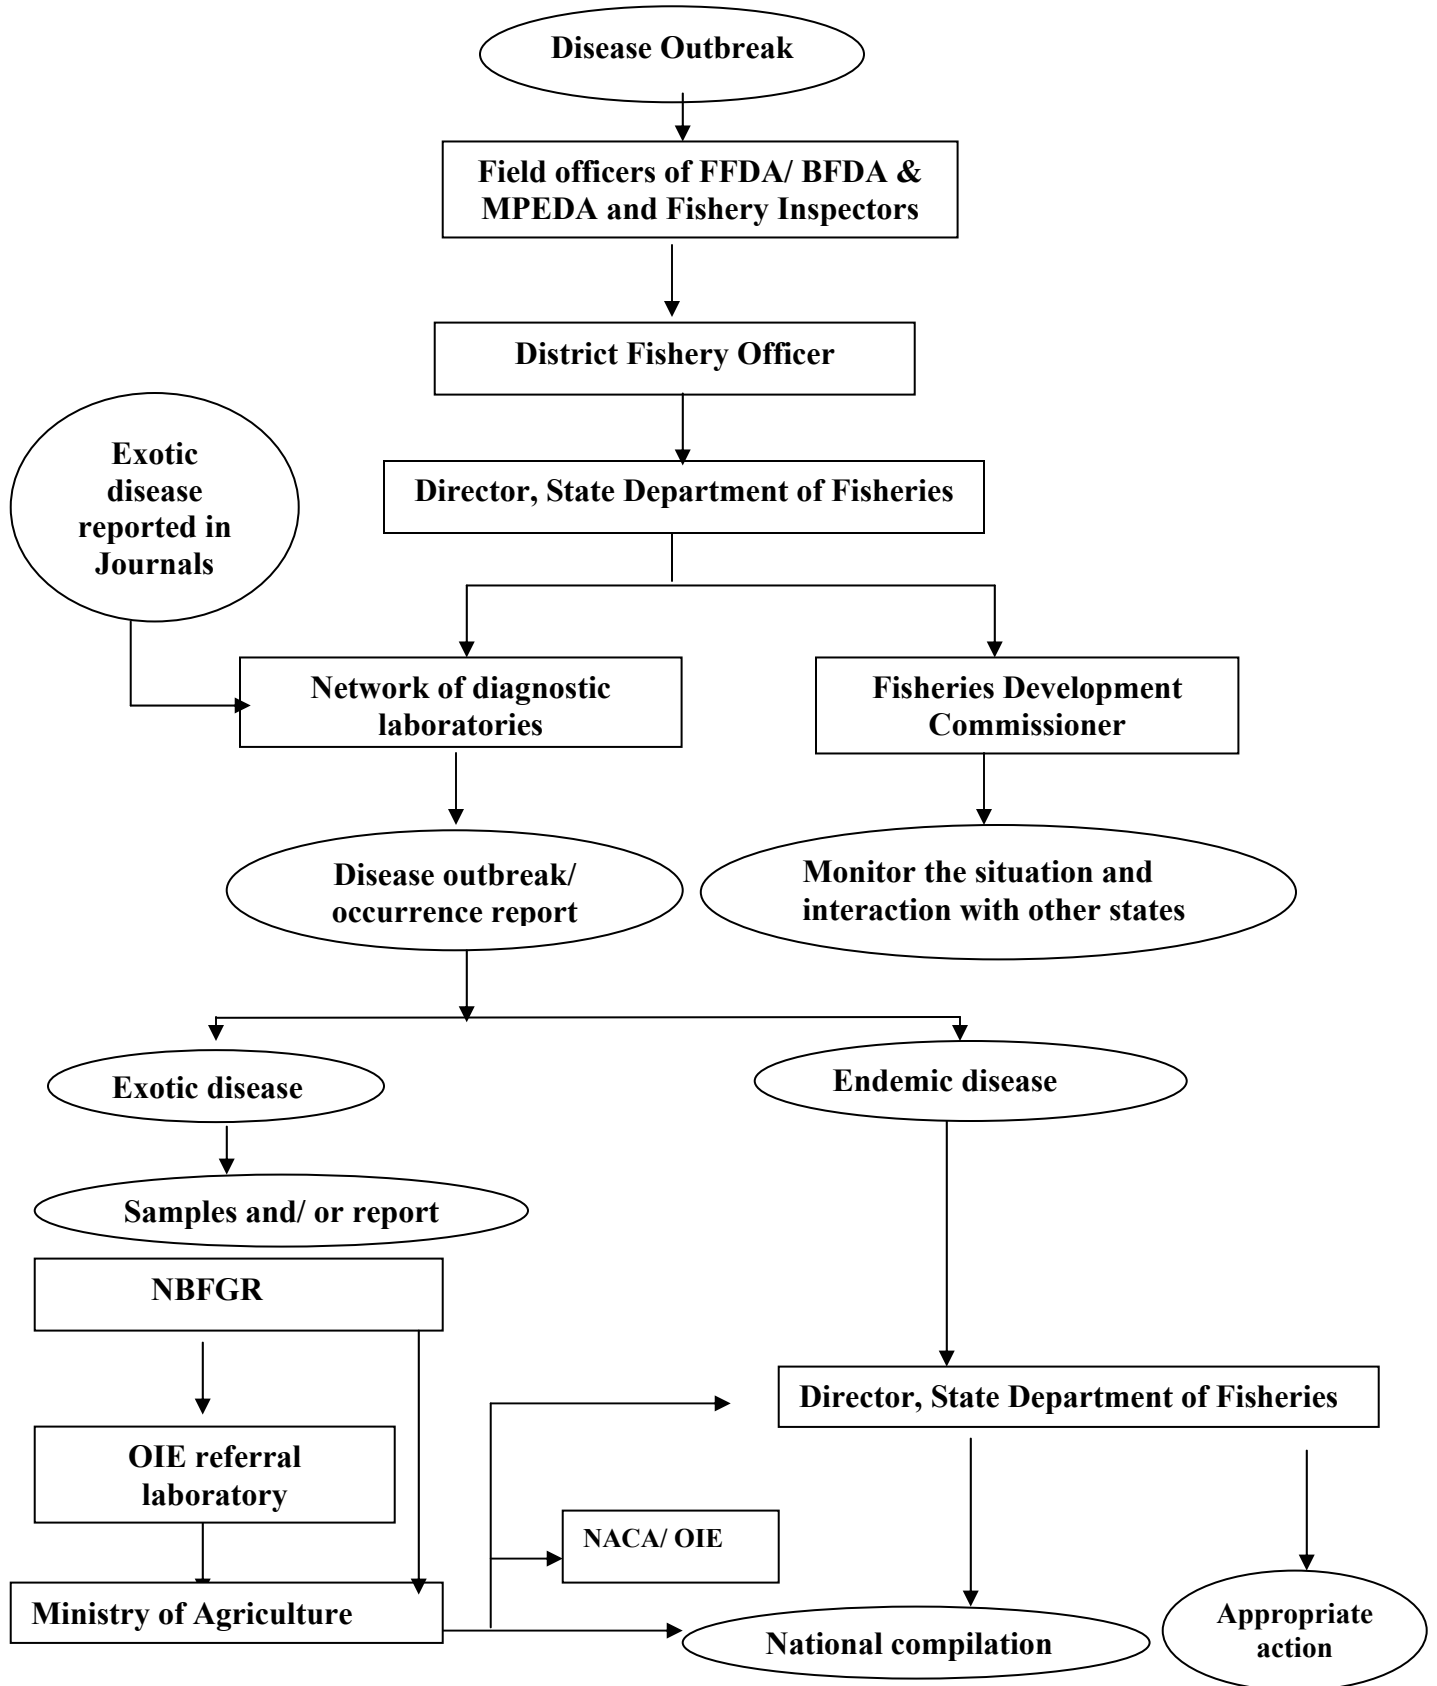 Disease Outbreak
Field officers of FFDA/ BFDA &
MPEDA and Fishery Inspectors
District Fishery Officer
Exotic
disease
reported in
Journals
Director, State Department of Fisheries
Network of diagnostic
laboratories
Fisheries Development
Commissioner
Disease outbreak/
occurrence report
Monitor the situation and
interaction with other states
Exotic disease
Endemic disease
Samples and/ or report
NBFGR
Director, State Department of Fisheries
OIE referral
laboratory
NACA/ OIE
Ministry of Agriculture
National compilation
Appropriate
action